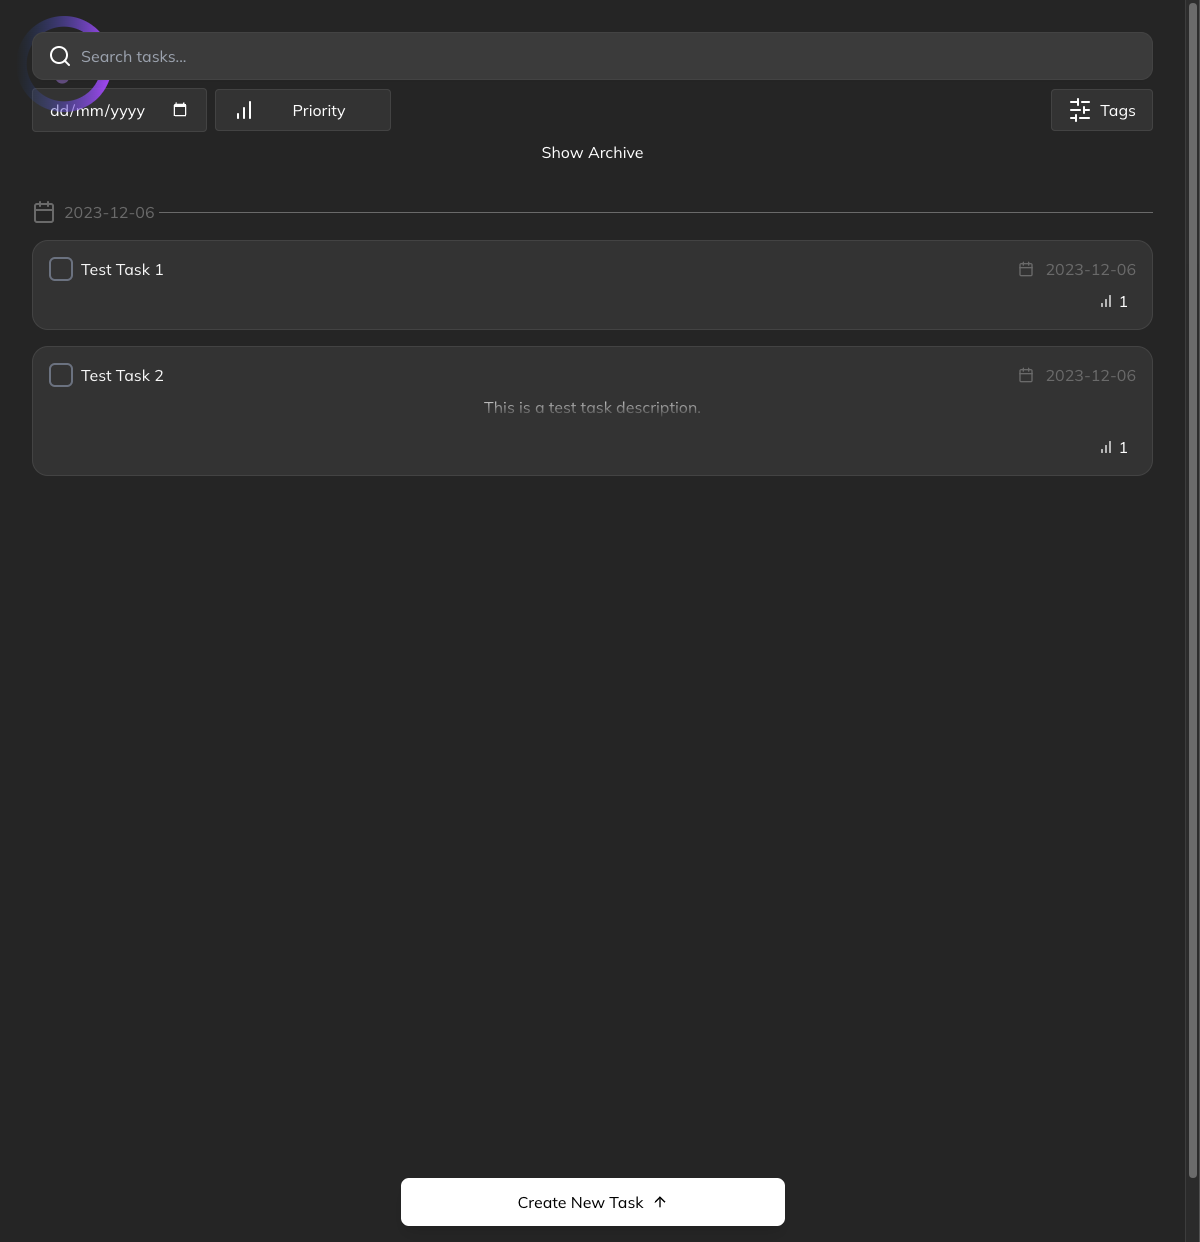 Search tasks...
dd/mm/yyyy Priority Tags
Show Archive
2023-12-06
Test Task 1 2023-12-06
1
Test Task 2 2023-12-06
This is a test task description.
1
Create New Task